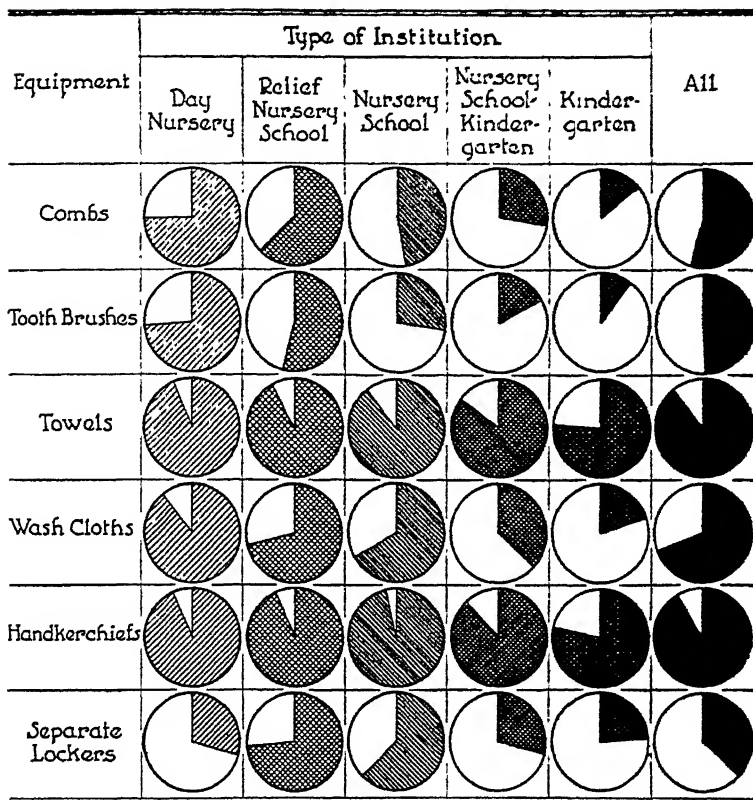 Type of Institution
Equipment
Day
Nursery
Relief
Nursery
School
Nursery
School
Nursery
School-
Kinder-
garten
Kinder-
garten
All
Combs
Tooth Brushes
Towels
Wash Cloths
Handkerchiefs
Separate
Lockers